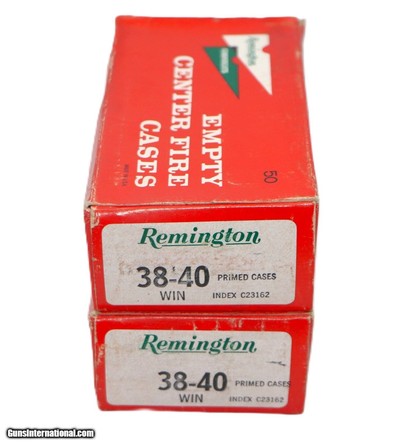 Remington
EMPTY
CENTER FIRE
CASES
50
Remington
38-40 PRIMED CASES
WIN INDEX C23162
Remington
38-40 PRIMED CASES
WIN INDEX C23162
GunsInternational.com